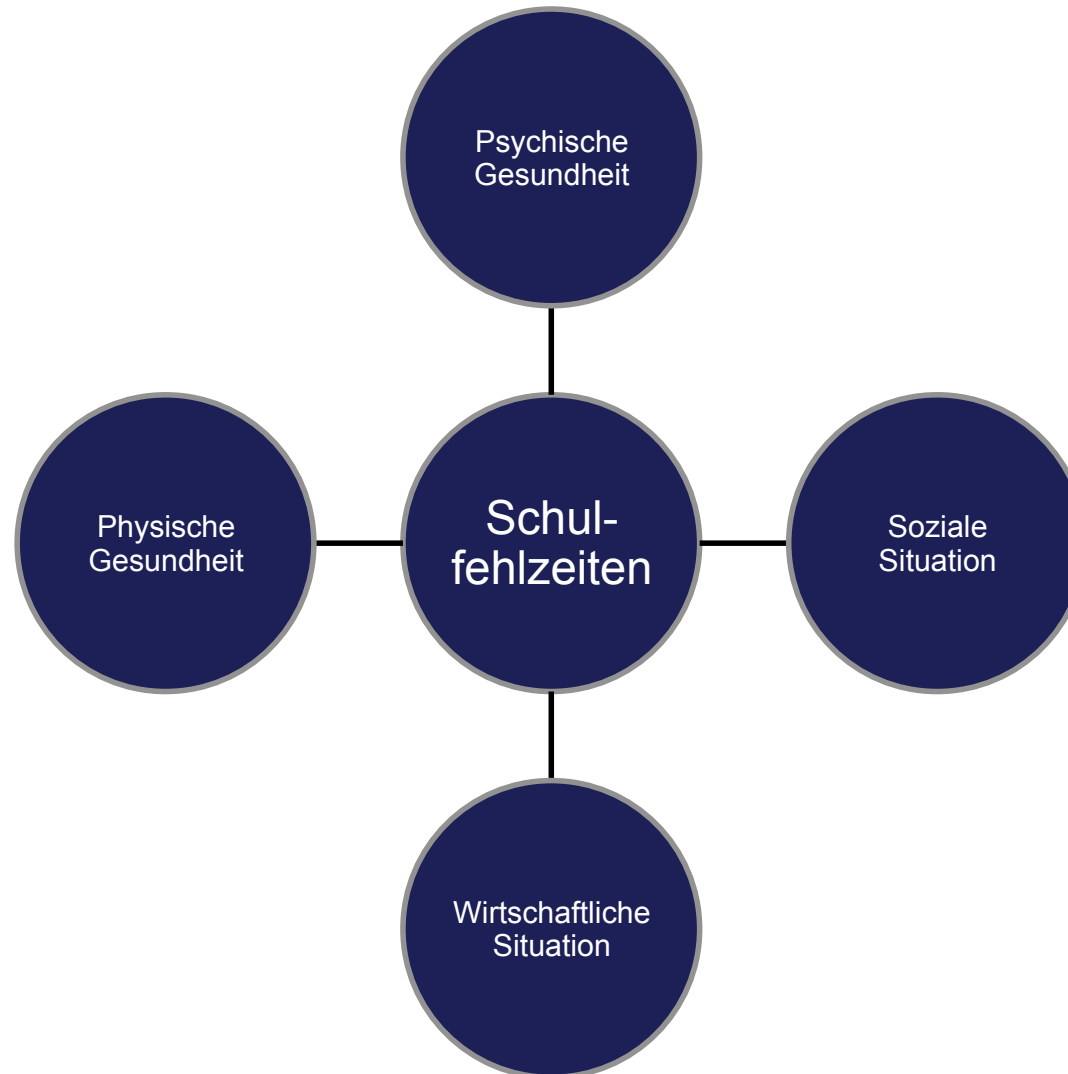 Psychische
Gesundheit
Physische
Gesundheit
Schul-
fehlzeiten
Soziale
Situation
Wirtschaftliche
Situation